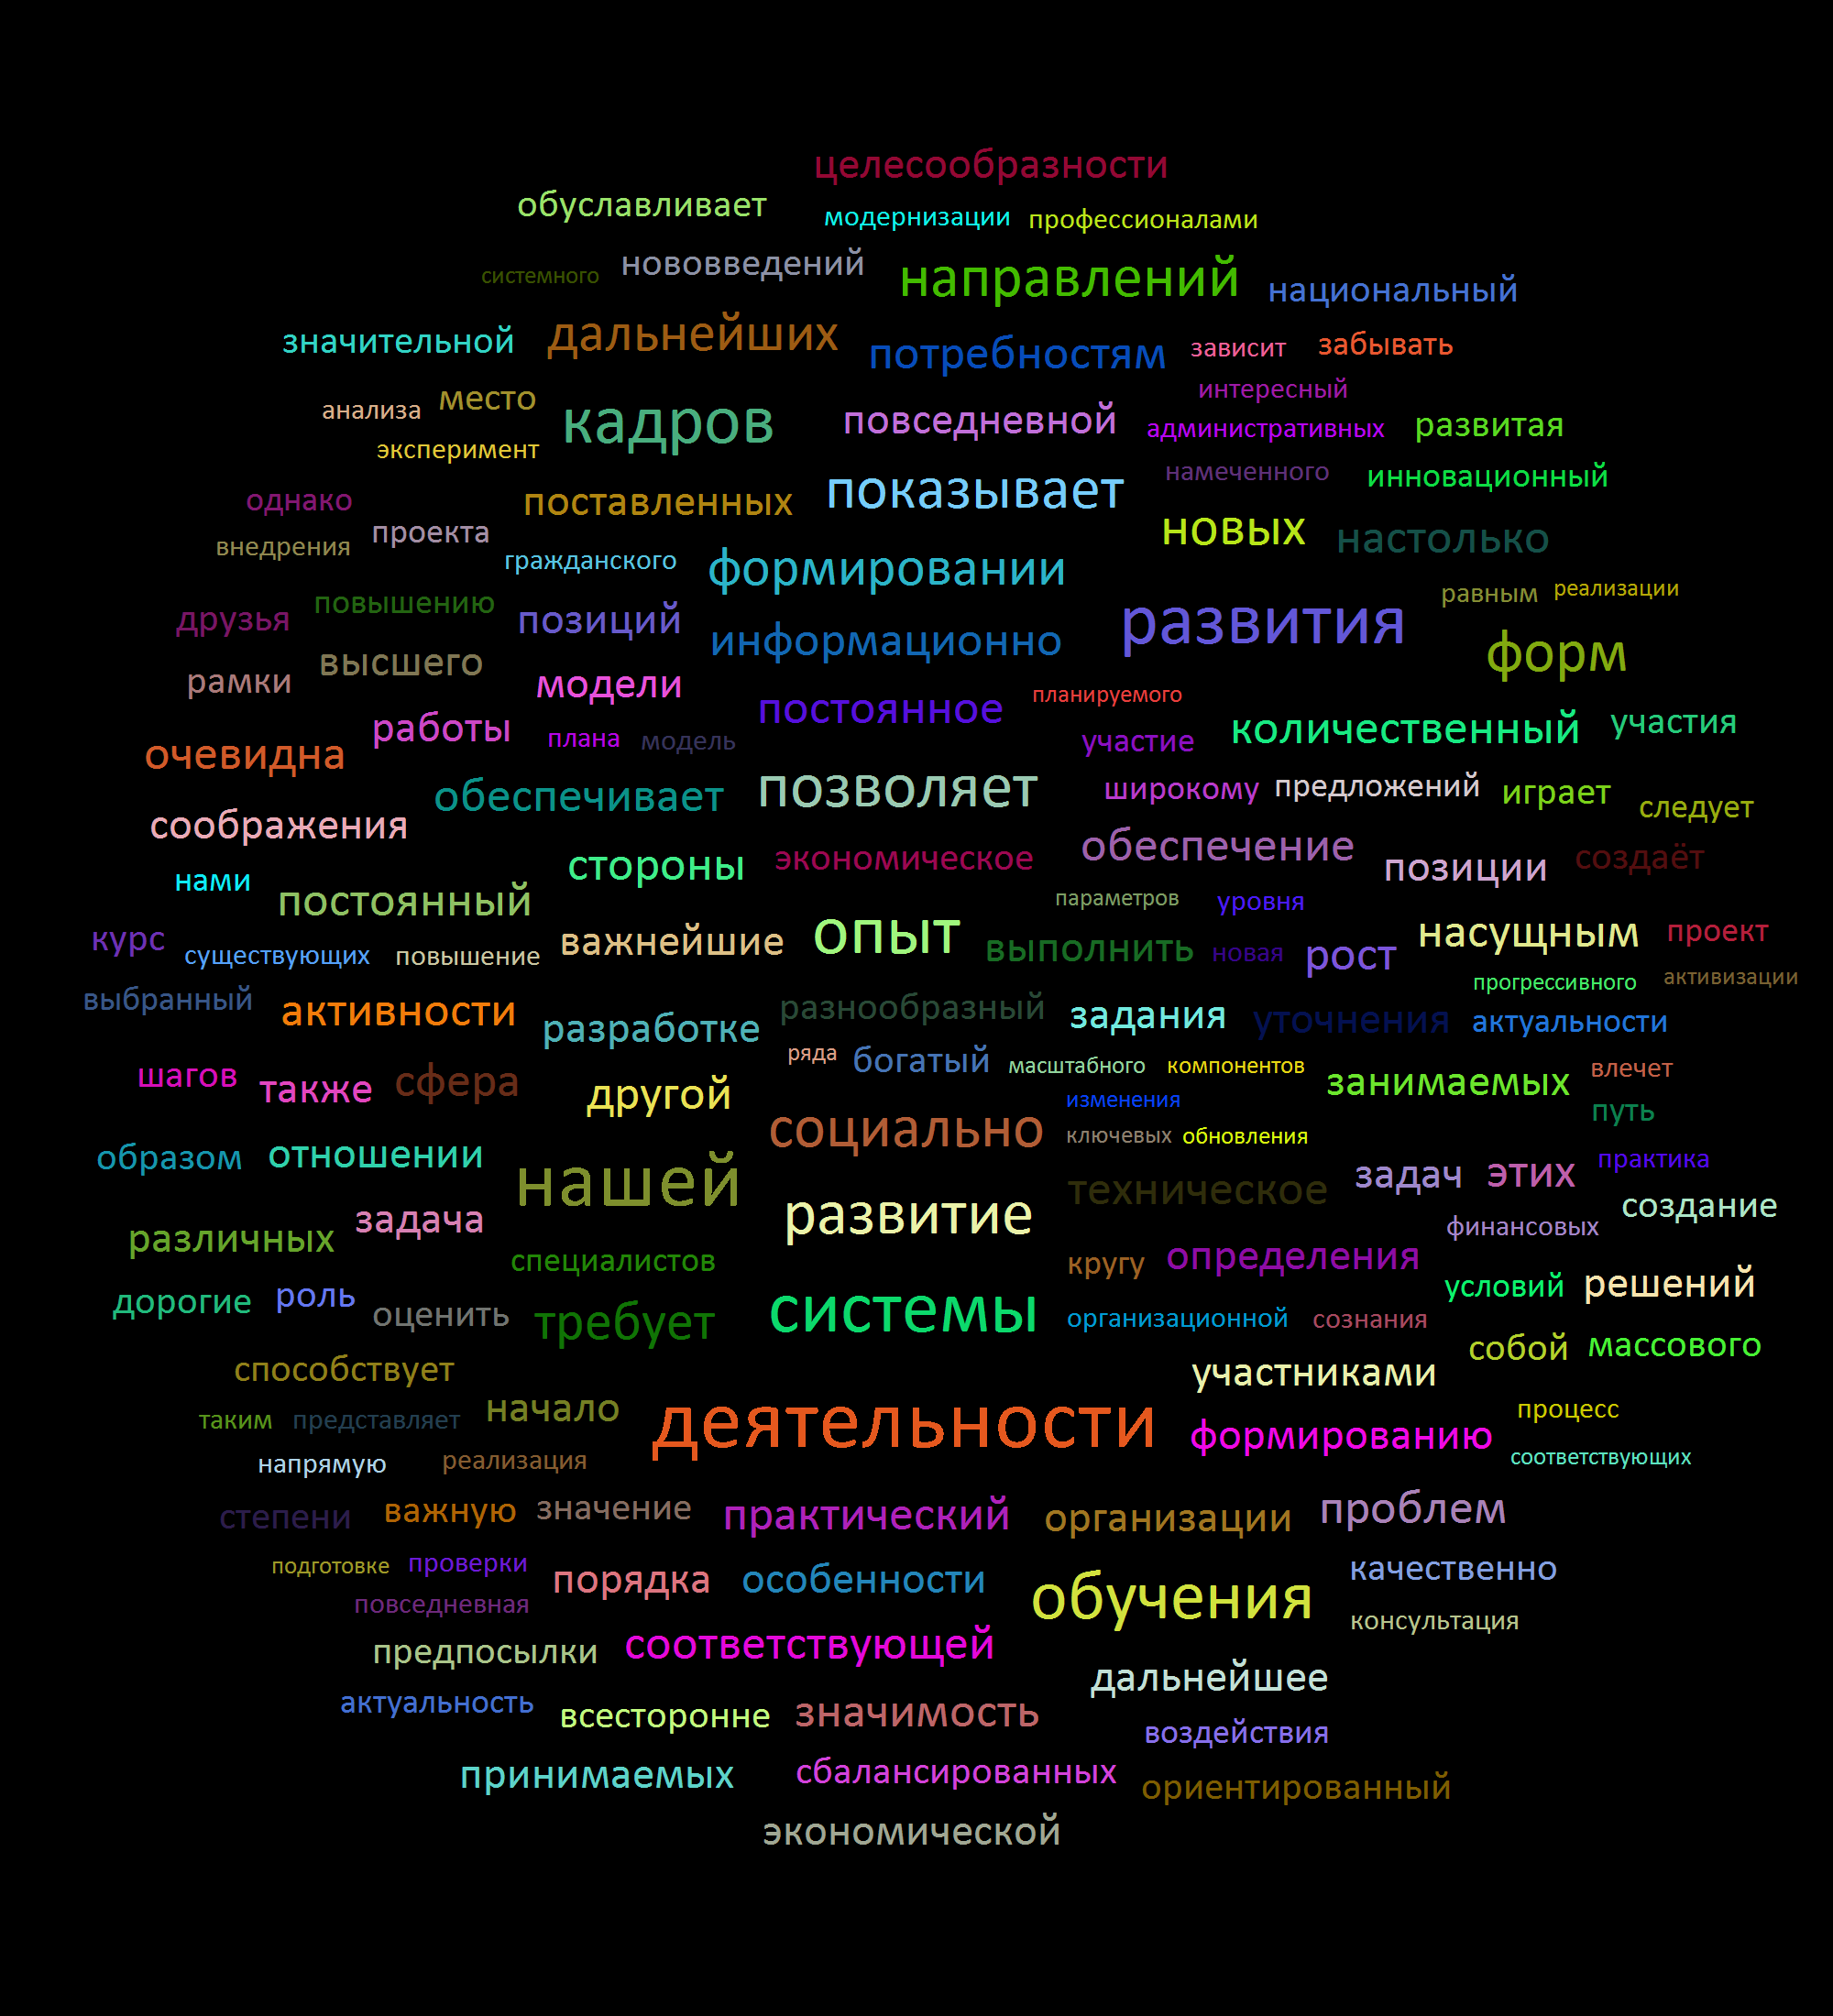 целесообразности
обуславливает модернизации профессионалами
системного нововведений направлений национальный
значительной дальнейших потребностям зависит забывать
интересный
анализа место кадров повседневной административных развитая
эксперимент
показывает намеченного инновационный
однако поставленных новых настолько
внедрения проекта гражданского формировании
равным реализации
друзья повышению позиций информационно развития форм
рамки высшего модели постоянное планируемого
очевидна работы плана модель участие количественный участия
обеспечивает позволяет широкому предложений играет следует
соображения стороны экономическое обеспечение позиции создаёт
нами постоянный параметров уровня
курс существующих повышение важнейшие опыт выполнить новая рост насущным проект
прогрессивного активизации
выбранный активности разработке разнообразный задания уточнения актуальности
ряда богатый масштабного компонентов влечет
шагов также сфера другой занимаемых
изменения путь
социально ключевых обновления
образом отношении нашей техническое задач этих практика
различных задача развитие финансовых создание
специалистов кругу определения
дорогие роль оценить требует системы организационной сознания условий решений
способствует участниками собой массового
таким представляет начало деятельности формированию процесс
напрямую реализация соответствующих
степени важную значение практический организации проблем
подготовке проверки порядка особенности обучения качественно
повседневная консультация
предпосылки соответствующей дальнейшее
актуальность всесторонне значимость воздействия
принимаемых сбалансированных ориентированный
экономической